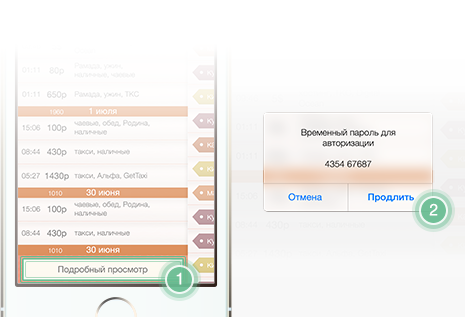 01:11 80р Рамада, ужин,
наличные, чаевые
01:11 650р Рамада, ужин, ТКС
1960 1 июля
15:06 100р чаевые, обед, Родина,
наличные
08:44 430р такси, наличные
05:27 1430р такси, Альфа, GetTaxi
1010 30 июня
15:06 100р чаевые, обед, Родина,
наличные
08:44 430р такси, наличные
1010 30 июня
Подробный просмотр
1
Временный пароль для
авторизации
4354 67687
Отмена Продлить
2